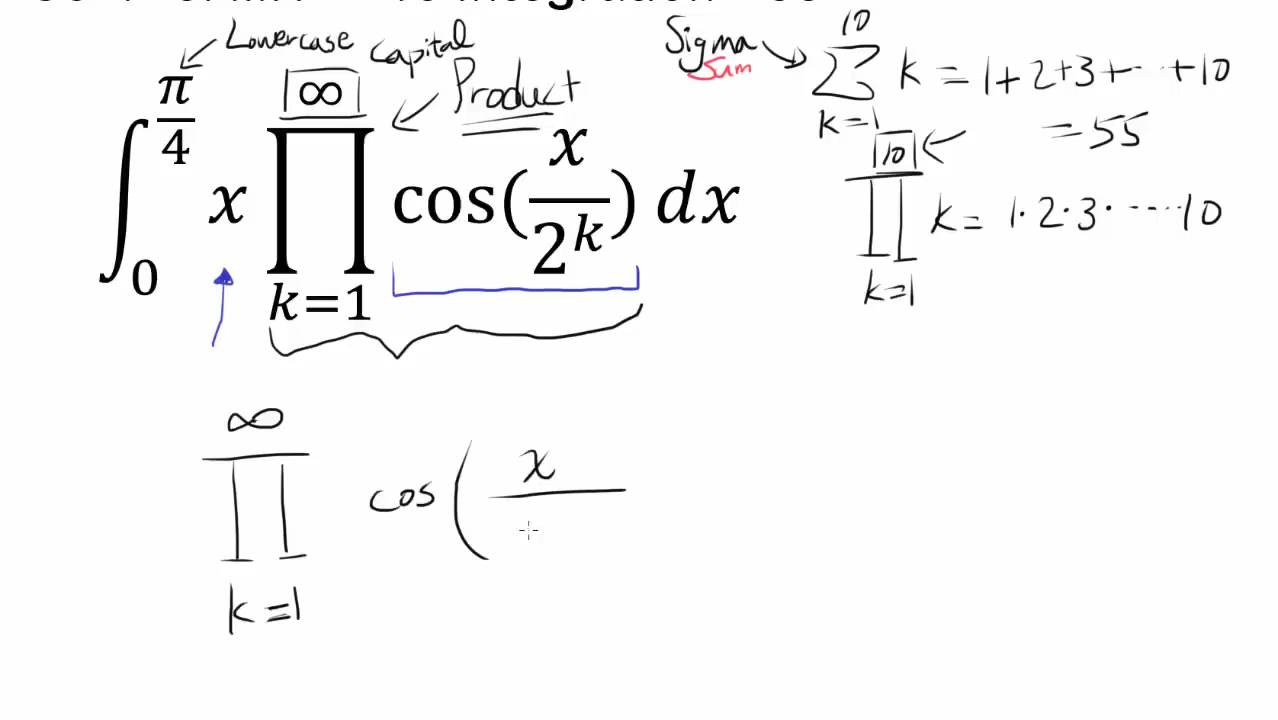 Lowercase
Capital
Product
∫_0^{π/4} x ∏_{k=1}^{∞} cos(x/2^k) dx
Sigma
Sum
∑_{k=1}^{10} k = 1+2+3+⋯+10
=55
∏_{k=1}^{10} k = 1·2·3·⋯·10
∏_{k=1}^{∞} cos( x